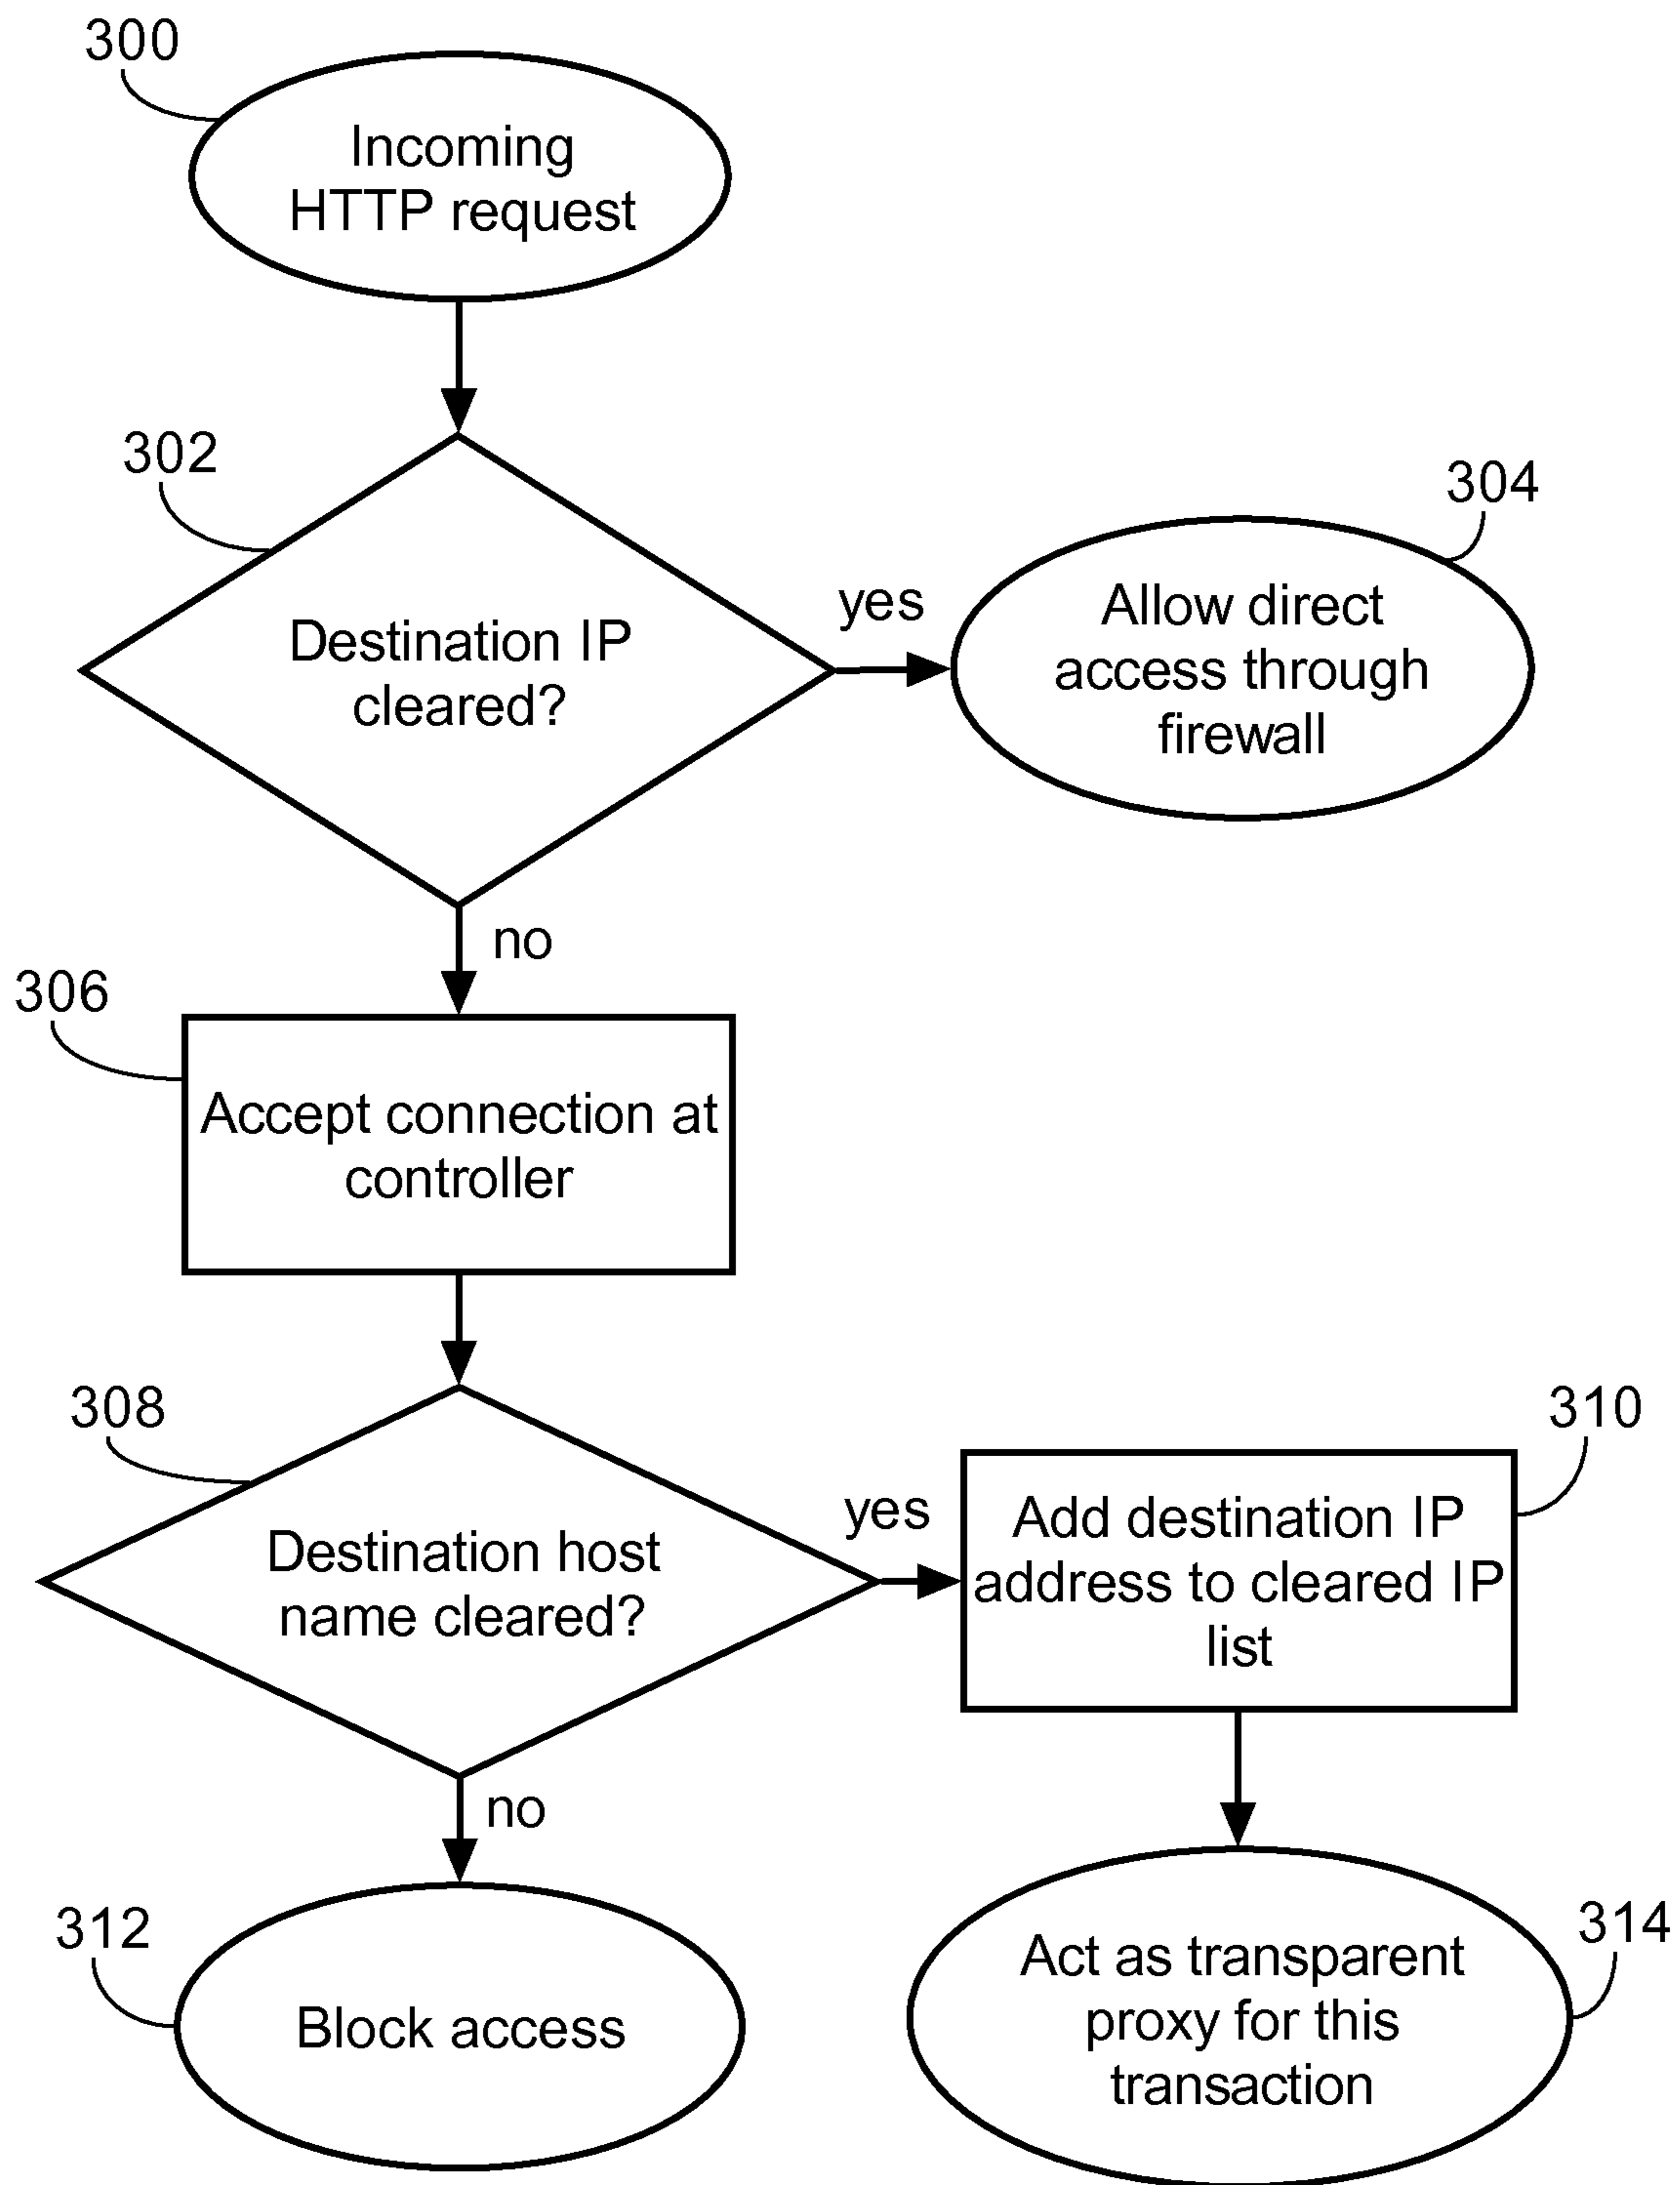 300
Incoming
HTTP request
302
Destination IP
cleared?
yes
304
Allow direct
access through
firewall
no
306
Accept connection at
controller
308
Destination host
name cleared?
yes
310
Add destination IP
address to cleared IP
list
no
312
Block access
314
Act as transparent
proxy for this
transaction